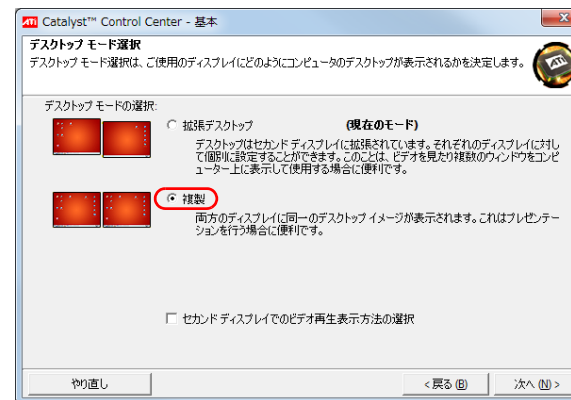 ATI Catalyst™ Control Center - 基本
デスクトップ モード選択
デスクトップ モード選択は、ご使用のディスプレイにどのようにコンピュータのデスクトップが表示されるかを決定します。
ATI
デスクトップ モードの選択:
拡張デスクトップ (現在のモード)
デスクトップはセカンド ディスプレイに拡張されています。それぞれのディスプレイに対し
て個別に設定することができます。このことは、ビデオを見たり複数のウィンドウをコンピ
ューター上に表示して使用する場合に便利です。
複製
両方のディスプレイに同一のデスクトップ イメージが表示されます。これはプレゼンテー
ションを行う場合に便利です。
セカンド ディスプレイでのビデオ再生表示方法の選択
やり直し
< 戻る (B)
次へ (N) >